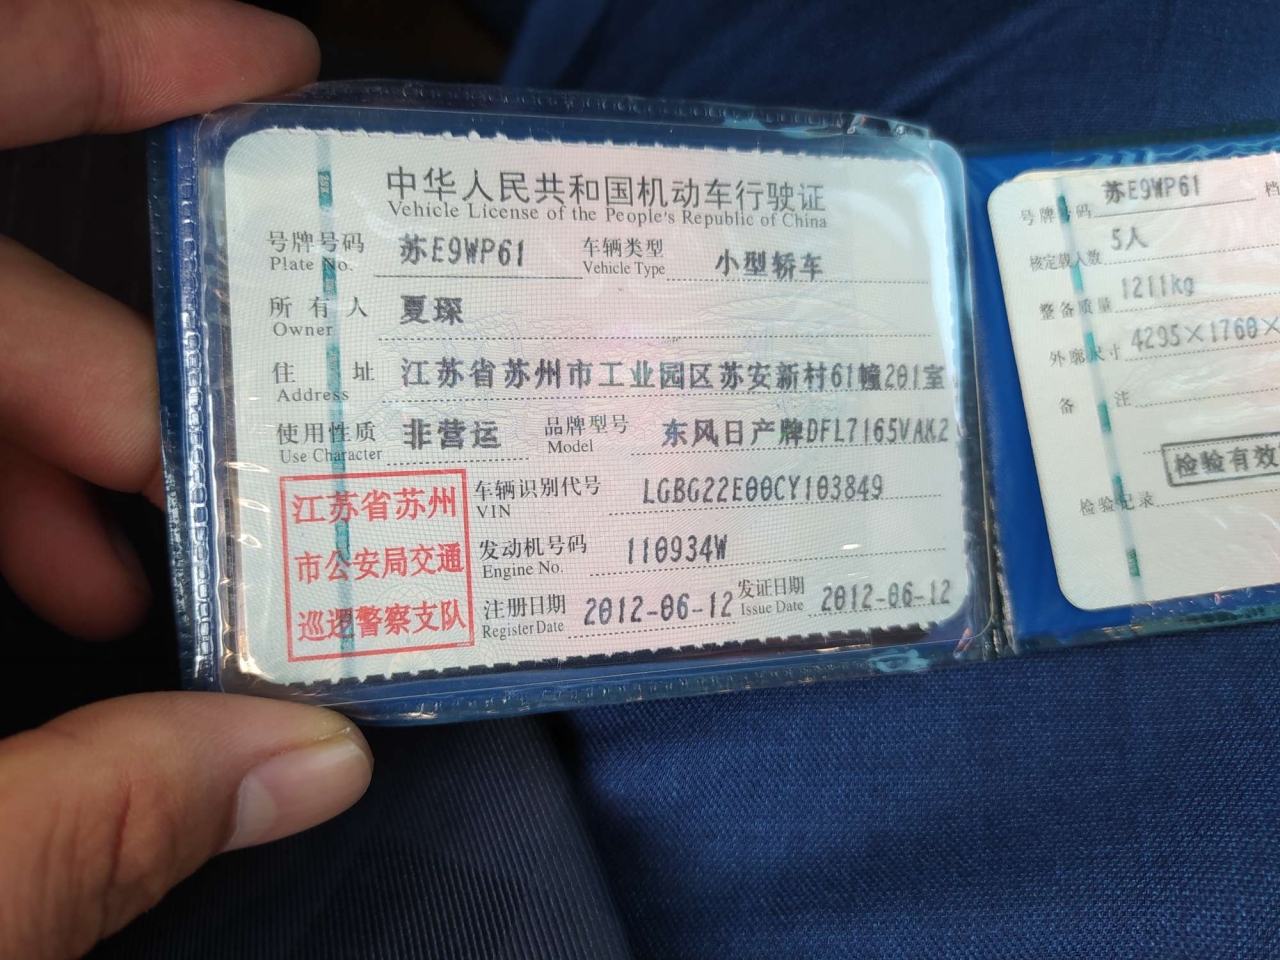 中华人民共和国机动车行驶证
Vehicle License of the People's Republic of China
号牌号码 苏E9WP61 车辆类型 小型轿车
Plate No. Vehicle Type
所有人 夏琛
Owner
住址 江苏省苏州市工业园区苏安新村61幢201室
Address
使用性质 非营运 品牌型号 东风日产牌DFL7165VAK2
Use Character Model
江苏省苏州
市公安局交通
巡逻警察支队
车辆识别代号 LGBG22E00CY103849
VIN
发动机号码 110934W
Engine No.
注册日期 2012-06-12 发证日期 2012-06-12
Register Date Issue Date
号牌号码 苏E9WP61 档
核定载人数 5人
整备质量 1211kg
外廓尺寸 4295×1760×
备注
检验有效
检验记录